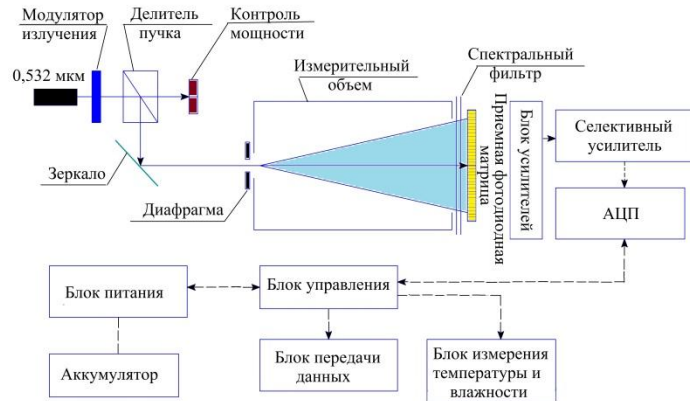 Модулятор
излучения
Делитель
пучка
Контроль
мощности
0,532 мкм
Измерительный
объем
Спектральный
фильтр
Приемная фотодиодная
матрица
Блок усилителей
Селективный
усилитель
Зеркало
Диафрагма
АЦП
Блок питания
Блок управления
Аккумулятор
Блок передачи
данных
Блок измерения
температуры и
влажности